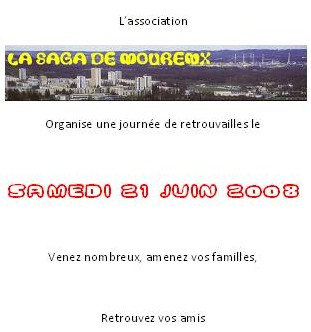 L'association
LA SAGA DE MOURENX
Organise une journée de retrouvailles le
SAMEDI 21 JUIN 2008
Venez nombreux, amenez vos familles,
Retrouvez vos amis